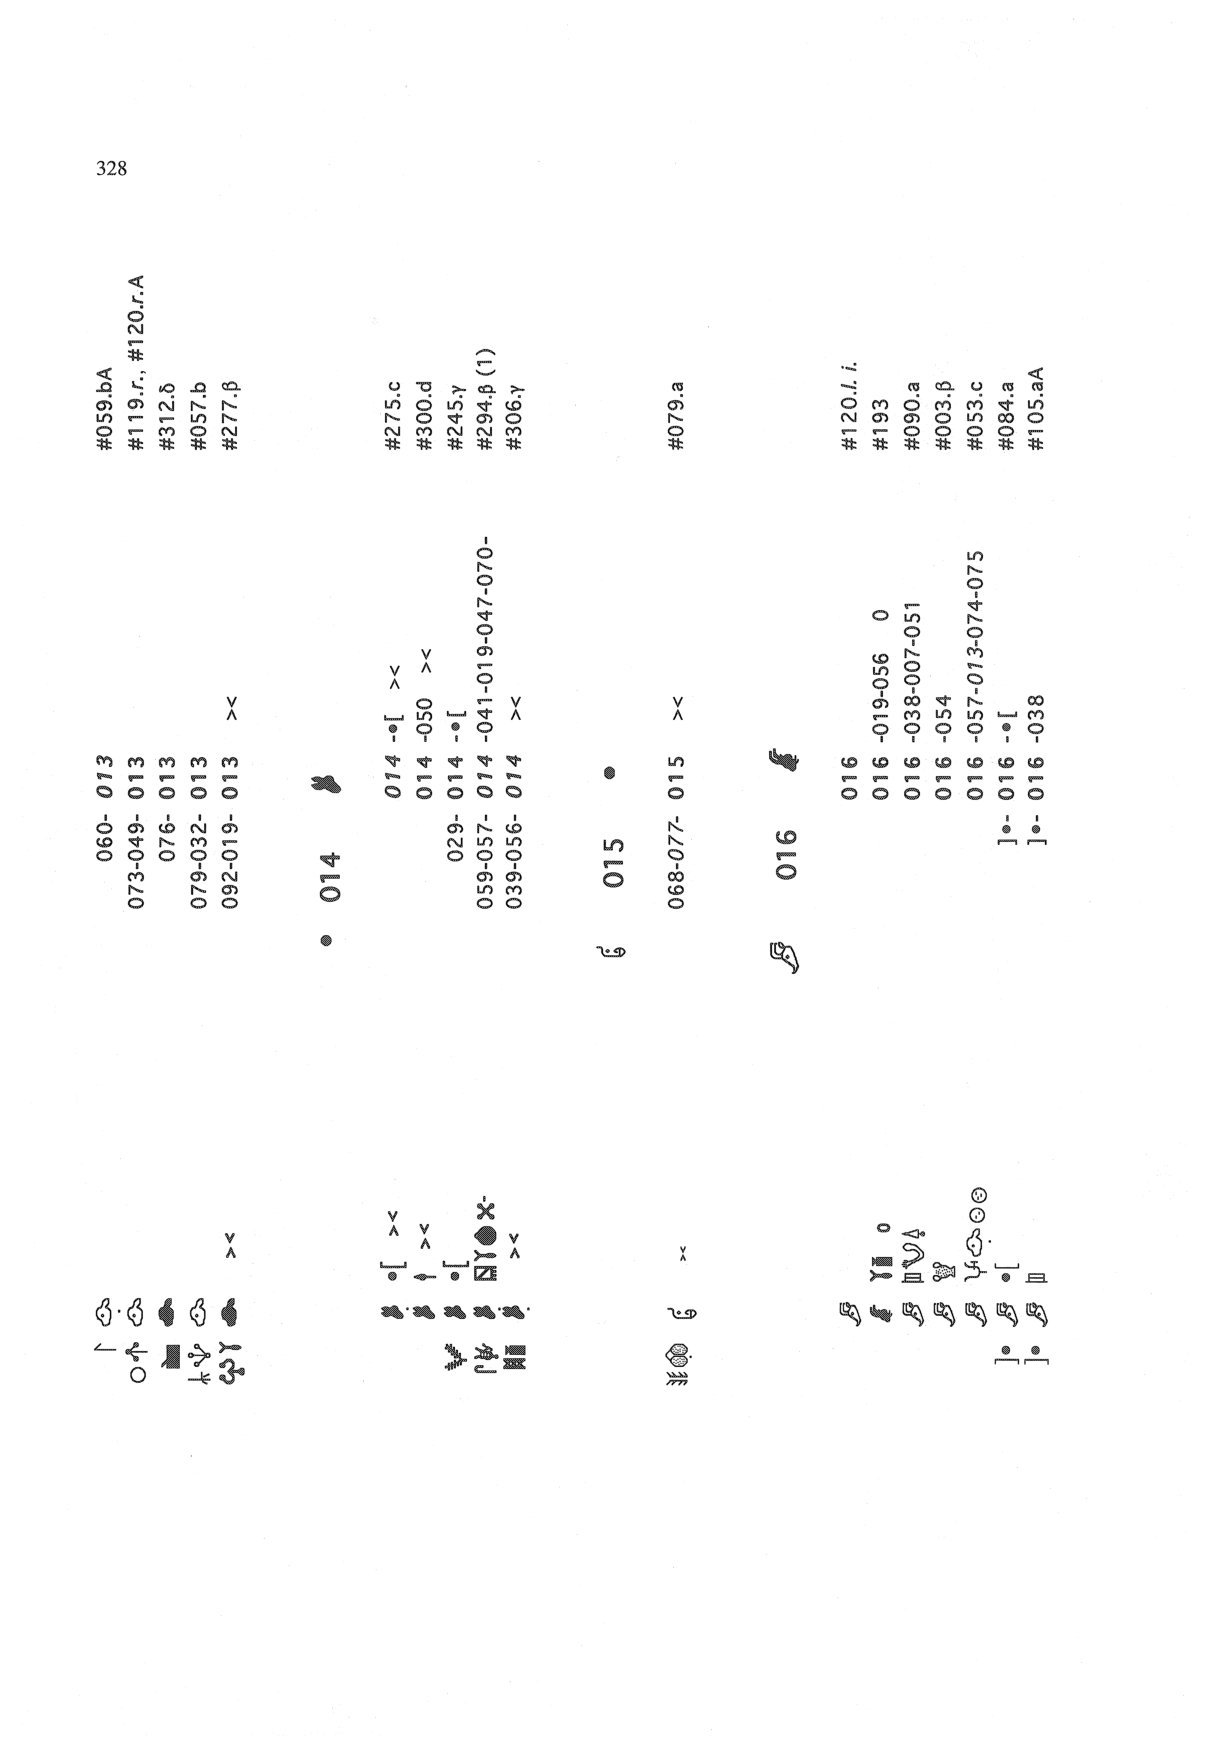 328
060- 013 #059.bA
073-049- 013 #119.r., #120.r.A
076- 013 #312.δ
079-032- 013 #057.b
092-019- 013 >< #277.β
• 014
014 -•[ >< #275.c
014 -050 >< #300.d
029- 014 -•[ #245.γ
059-057- 014 -041-019-047-070- #294.β (1)
039-056- 014 >< #306.γ
015 •
068-077- 015 >< #079.a
016
016 #120.l. i.
016 -019-056 0 #193
016 -038-007-051 #090.a
016 -054 #003.β
016 -057-013-074-075 #053.c
]•- 016 -•[ #084.a
]•- 016 -038 #105.aA